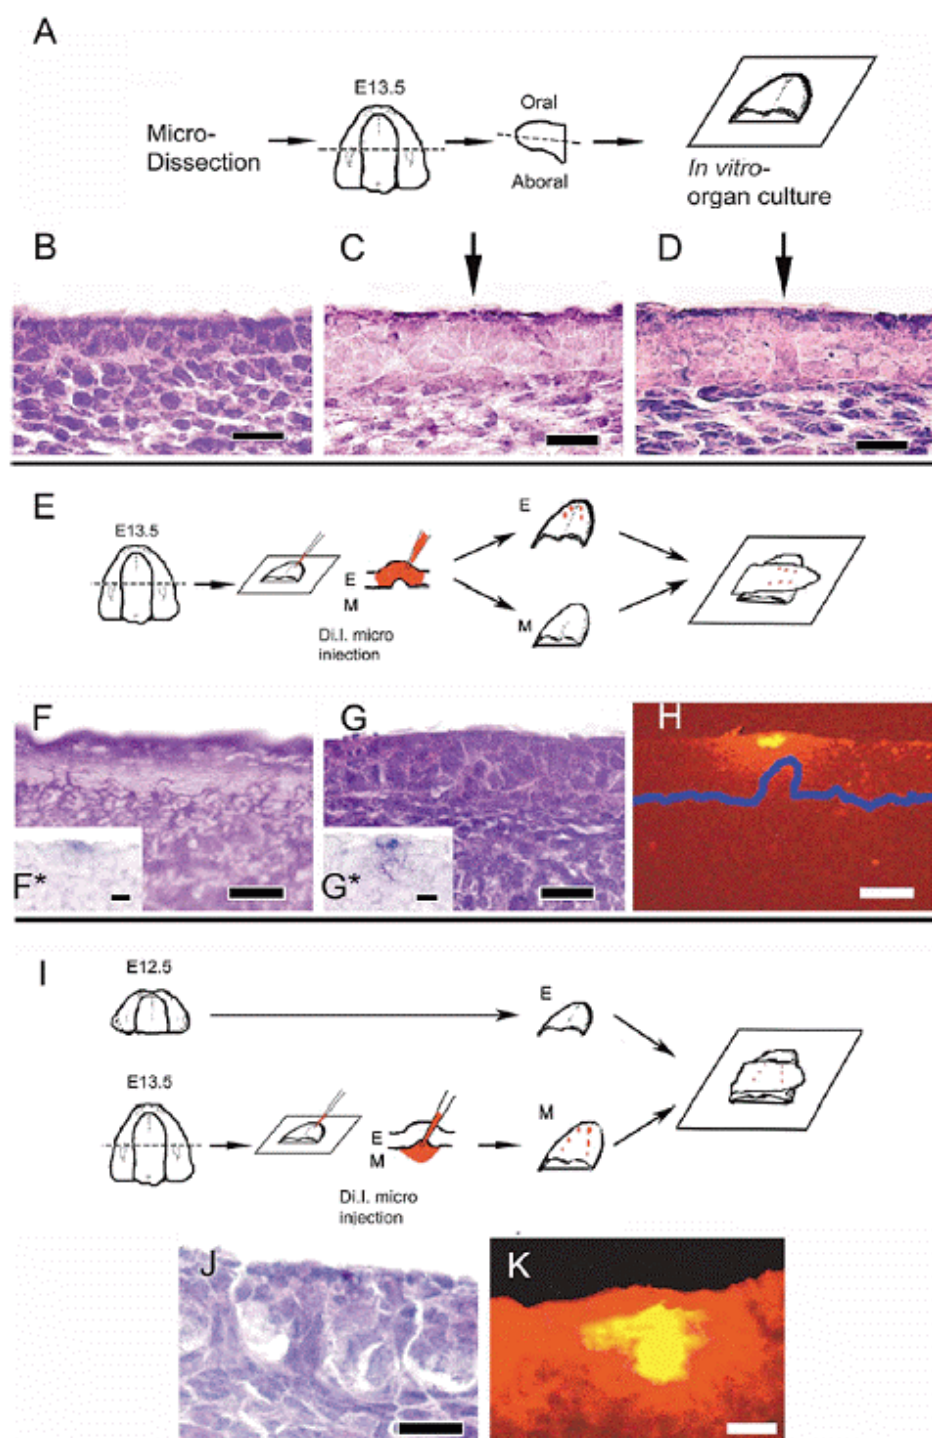 A
E13.5
Micro-
Dissection
Oral
Aboral
In vitro-
organ culture
B
C
D
E
E13.5
E
M
Di.I. micro
injection
E
M
F
G
H
F*
G*
I
E12.5
E
E13.5
E
M
Di.I. micro
injection
M
J
K